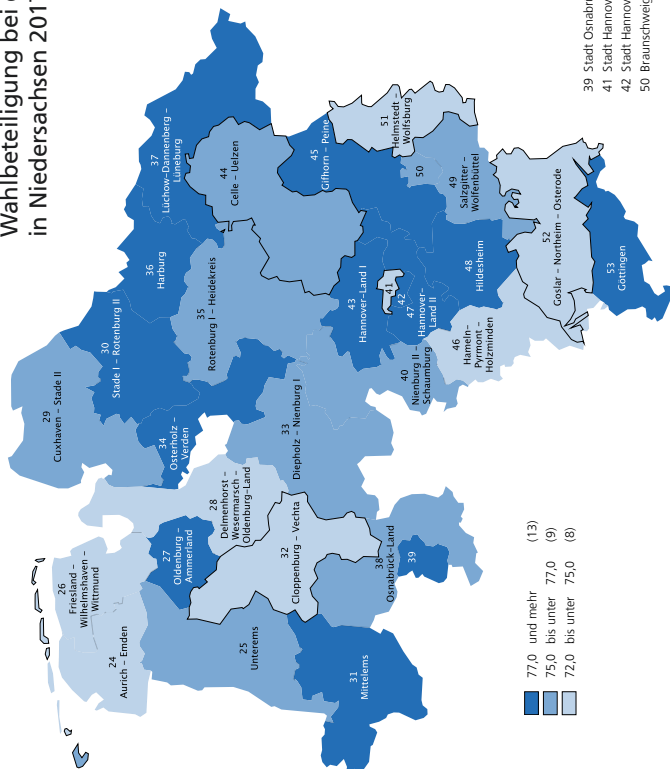 Wahlbeteiligung bei
in Niedersachsen 201
24
Aurich – Emden
25
Unterems
26
Friesland –
Wilhelmshaven –
Wittmund
27
Oldenburg –
Ammerland
28
Delmenhorst –
Wesermarsch –
Oldenburg-Land
29
Cuxhaven – Stade II
30
Stade I – Rotenburg II
31
Mittelems
32
Cloppenburg – Vechta
33
Diepholz – Nienburg I
34
Osterholz –
Verden
35
Rotenburg I – Heidekreis
36
Harburg
37
Lüchow-Dannenberg –
Lüneburg
38
Osnabrück-Land
39
40
Nienburg II –
Schaumburg
41
42
43
Hannover-Land I
44
Celle – Uelzen
45
Gifhorn – Peine
46
Hameln-
Pyrmont –
Holzminden
47
Hannover-
Land II
48
Hildesheim
49
Salzgitter –
Wolfenbüttel
50
51
Helmstedt –
Wolfsburg
52
Goslar – Northeim – Osterode
53
Göttingen
77,0 und mehr (13)
75,0 bis unter 77,0 (9)
72,0 bis unter 75,0 (8)
39 Stadt Osnabr
41 Stadt Hannov
42 Stadt Hannov
50 Braunschweig